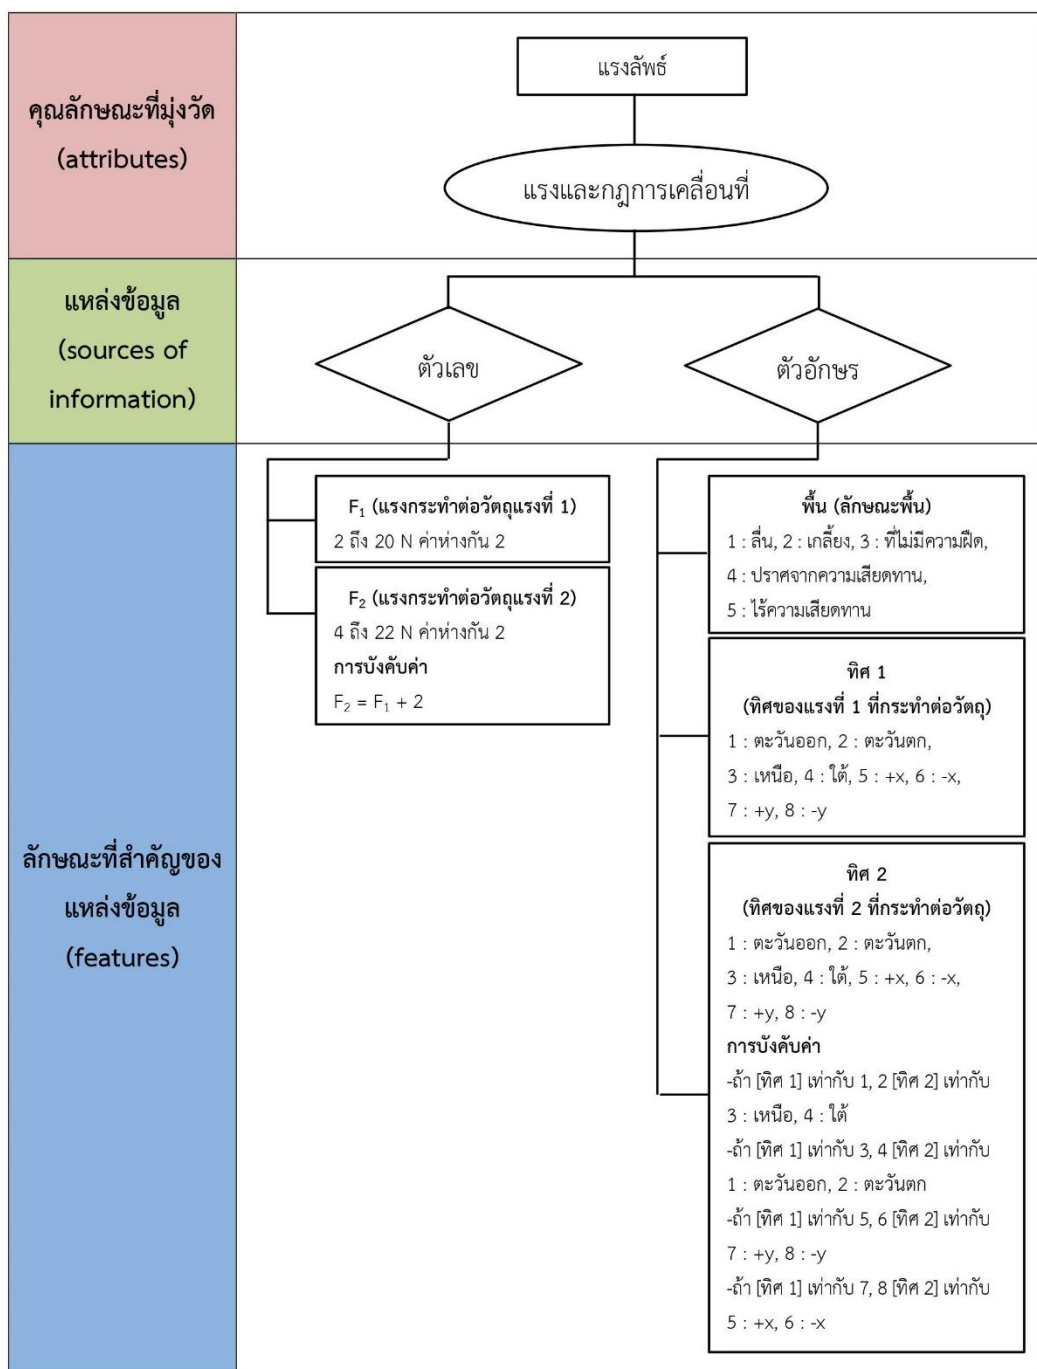 คุณลักษณะที่มุ่งวัด
(attributes)
แรงลัพธ์
แรงและกฎการเคลื่อนที่
แหล่งข้อมูล
(sources of
information)
ตัวเลข
ตัวอักษร
ลักษณะที่สำคัญของ
แหล่งข้อมูล
(features)
F₁ (แรงกระทำต่อวัตถุแรงที่ 1)
2 ถึง 20 N ค่าห่างกัน 2
F₂ (แรงกระทำต่อวัตถุแรงที่ 2)
4 ถึง 22 N ค่าห่างกัน 2
การบังคับค่า
F₂ = F₁ + 2
พื้น (ลักษณะพื้น)
1 : ลื่น, 2 : เกลี้ยง, 3 : ที่ไม่มีความฝืด,
4 : ปราศจากความเสียดทาน,
5 : ไร้ความเสียดทาน
ทิศ 1
(ทิศของแรงที่ 1 ที่กระทำต่อวัตถุ)
1 : ตะวันออก, 2 : ตะวันตก,
3 : เหนือ, 4 : ใต้, 5 : +x, 6 : -x,
7 : +y, 8 : -y
ทิศ 2
(ทิศของแรงที่ 2 ที่กระทำต่อวัตถุ)
1 : ตะวันออก, 2 : ตะวันตก,
3 : เหนือ, 4 : ใต้, 5 : +x, 6 : -x,
7 : +y, 8 : -y
การบังคับค่า
-ถ้า [ทิศ 1] เท่ากับ 1, 2 [ทิศ 2] เท่ากับ
3 : เหนือ, 4 : ใต้
-ถ้า [ทิศ 1] เท่ากับ 3, 4 [ทิศ 2] เท่ากับ
1 : ตะวันออก, 2 : ตะวันตก
-ถ้า [ทิศ 1] เท่ากับ 5, 6 [ทิศ 2] เท่ากับ
7 : +y, 8 : -y
-ถ้า [ทิศ 1] เท่ากับ 7, 8 [ทิศ 2] เท่ากับ
5 : +x, 6 : -x